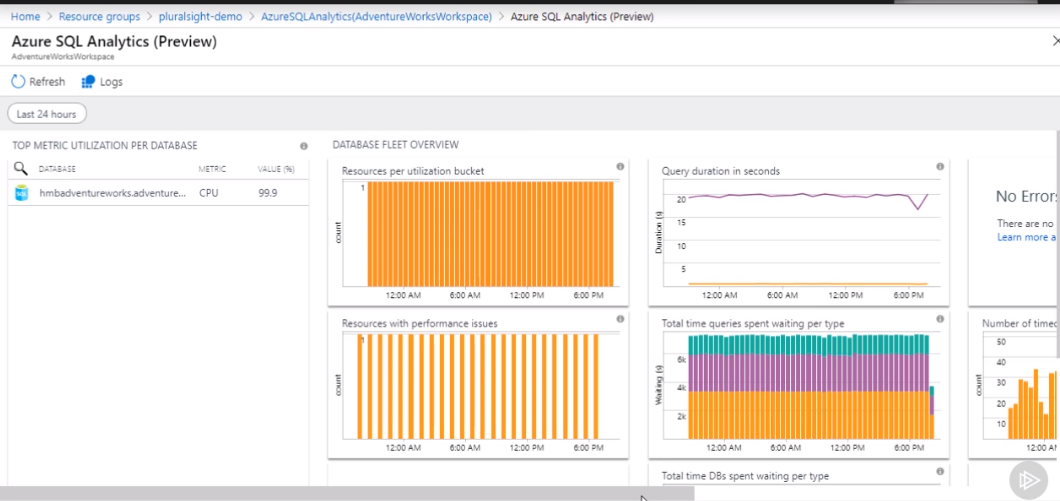 Home > Resource groups > pluralsight-demo > AzureSQLAnalytics(AdventureWorksWorkspace) > Azure SQL Analytics (Preview)
Azure SQL Analytics (Preview)
AdventureWorksWorkspace
Refresh Logs
Last 24 hours
TOP METRIC UTILIZATION PER DATABASE
DATABASE METRIC VALUE (%)
SQL hmbadventureworks.adventure... CPU 99.9
DATABASE FLEET OVERVIEW
Resources per utilization bucket
1
count
12:00 AM 6:00 AM 12:00 PM 6:00 PM
Query duration in seconds
20
15
10
5
Duration (s)
12:00 AM 6:00 AM 12:00 PM 6:00 PM
No Error
There are no
Learn more a
Resources with performance issues
1
count
12:00 AM 6:00 AM 12:00 PM 6:00 PM
Total time queries spent waiting per type
6k
4k
2k
Waiting (s)
12:00 AM 6:00 AM 12:00 PM 6:00 PM
Number of timeo
50
40
30
20
10
count
12:00 A
Total time DBs spent waiting per type